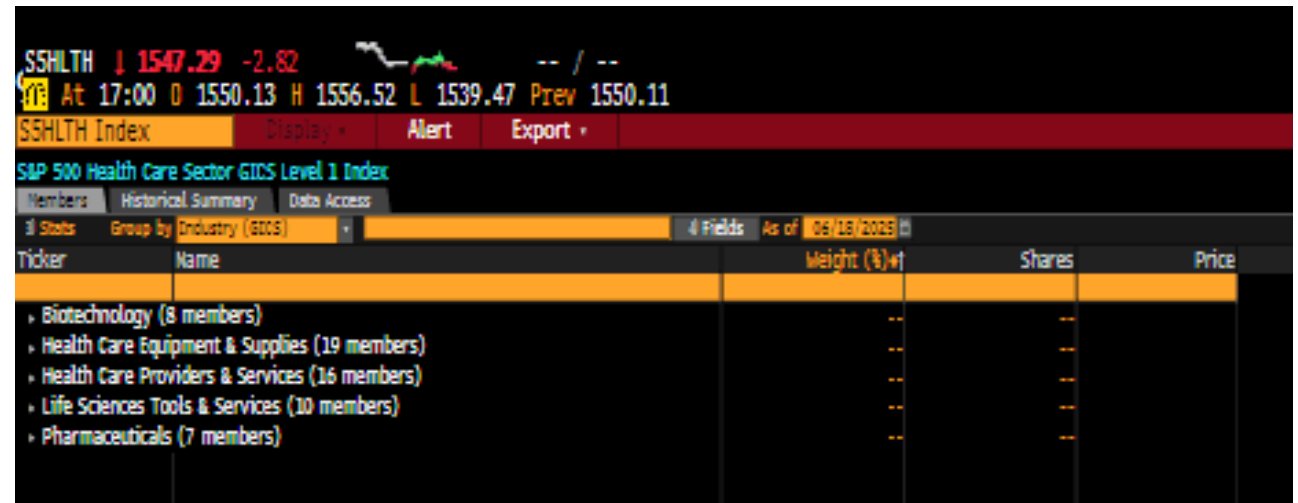 S5HLTH ↓ 1547.29 -2.82 -- / --
At 17:00 O 1550.13 H 1556.52 L 1539.47 Prev 1550.11
S5HLTH Index Display Alert Export
S&P 500 Health Care Sector GICS Level 1 Index
Members Historical Summary Data Access
Stats Group by Industry (GICS) Fields As of 06/18/2025
Ticker Name Weight (%) Shares Price
Biotechnology (8 members) -- --
Health Care Equipment & Supplies (19 members) -- --
Health Care Providers & Services (16 members) -- --
Life Sciences Tools & Services (10 members) -- --
Pharmaceuticals (7 members) -- --